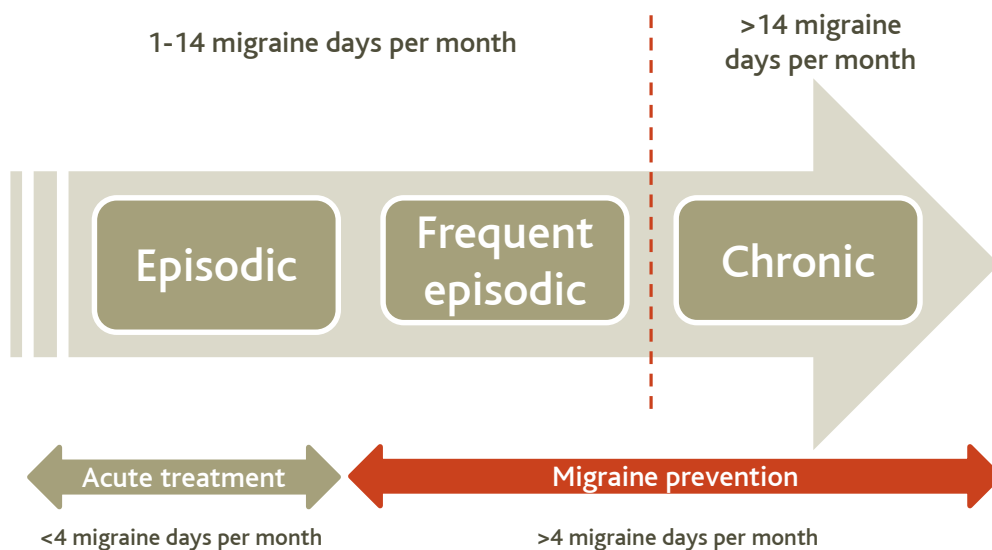 1-14 migraine days per month
>14 migraine
days per month
Episodic
Frequent
episodic
Chronic
Acute treatment
Migraine prevention
<4 migraine days per month
>4 migraine days per month